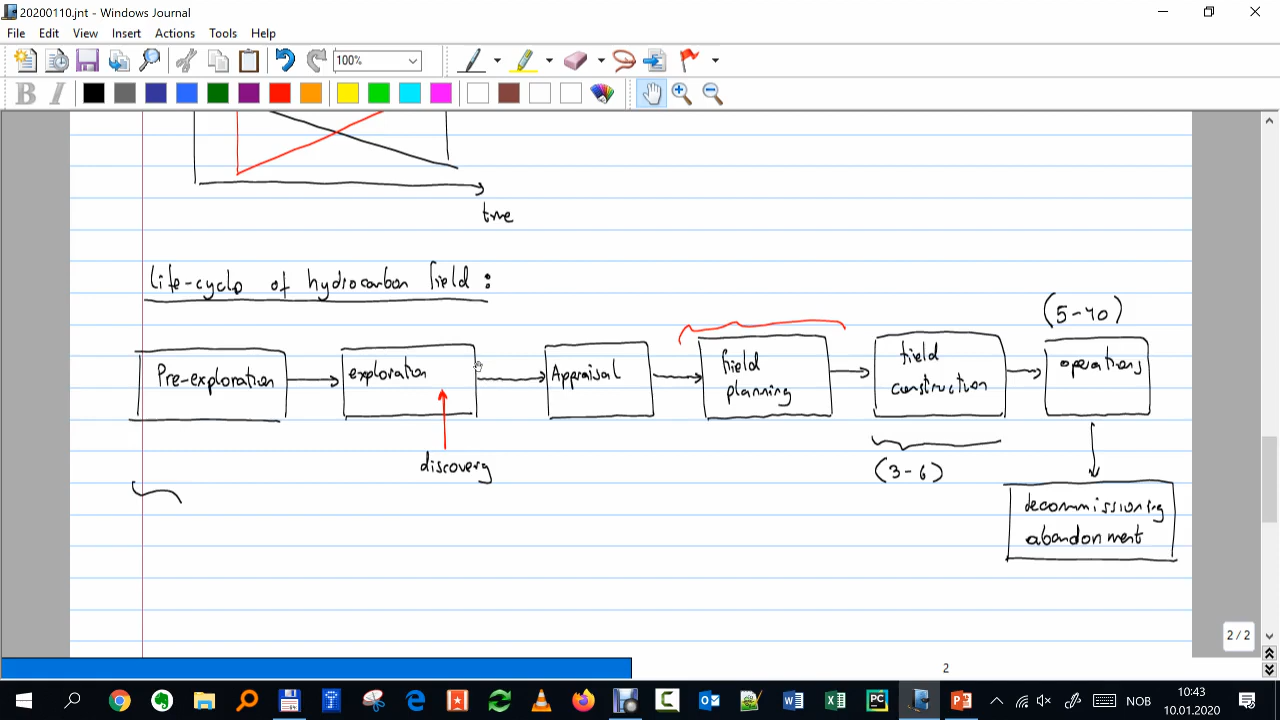 20200110.jnt - Windows Journal
File Edit View Insert Actions Tools Help
100%
B I
time
Life-cycle of hydrocarbon field :
(5-40)
Pre-exploration
exploration
Appraisal
field
planning
field
construction
operations
discovery
(3-6)
decommissioning
abandonment
2 / 2
2
NOB
10:43
10.01.2020